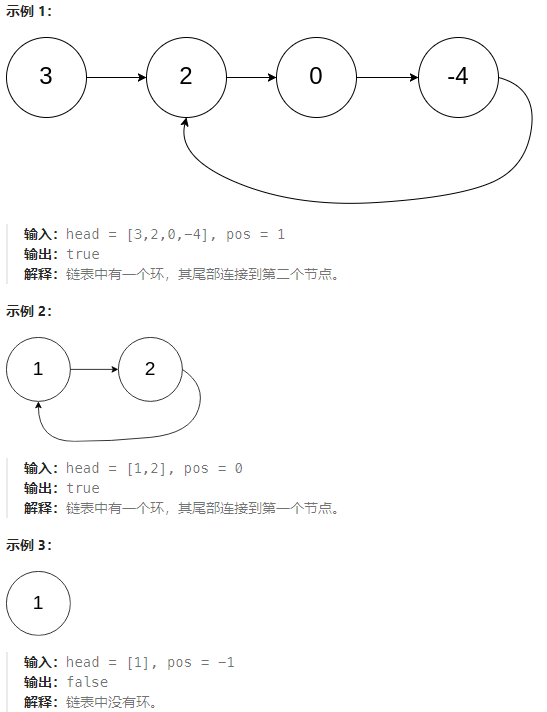 示例 1：
3 2 0 -4
输入：head = [3,2,0,-4], pos = 1
输出：true
解释：链表中有一个环，其尾部连接到第二个节点。
示例 2：
1 2
输入：head = [1,2], pos = 0
输出：true
解释：链表中有一个环，其尾部连接到第一个节点。
示例 3：
1
输入：head = [1], pos = -1
输出：false
解释：链表中没有环。